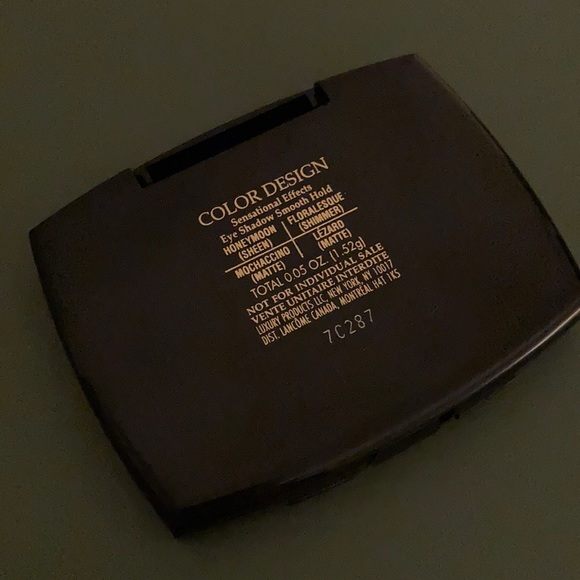 COLOR DESIGN
Sensational Effects
Eye Shadow Smooth Hold
HONEYMOON FLORALESQUE
(SHEEN) (SHIMMER)
MOCHACCINO LÉZARD
(MATTE) (MATTE)
TOTAL 0.05 OZ. (1.52g)
NOT FOR INDIVIDUAL SALE
VENTE UNITAIRE INTERDITE
LUXURY PRODUCTS LLC, NEW YORK, NY 10017
DIST. LANCÔME CANADA, MONTRÉAL H4T 1K5
7C287